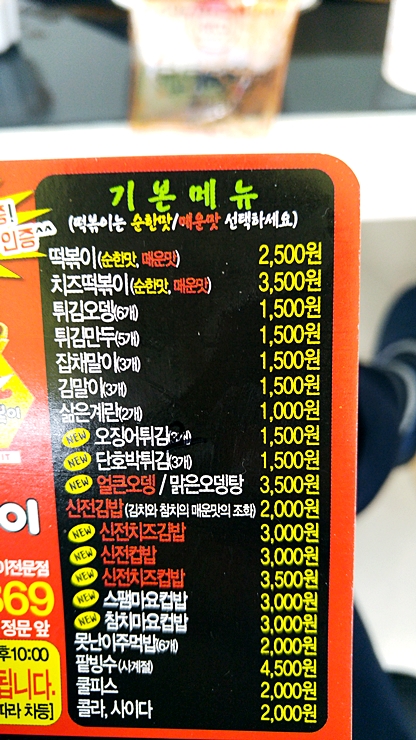 기본메뉴
(떡볶이는 순한맛/매운맛 선택하세요)
떡볶이(순한맛, 매운맛) 2,500원
치즈떡볶이(순한맛, 매운맛) 3,500원
튀김오뎅(6개) 1,500원
튀김만두(5개) 1,500원
잡채말이(3개) 1,500원
김말이(3개) 1,500원
삶은계란(2개) 1,000원
NEW 오징어튀김 1,500원
NEW 단호박튀김(3개) 1,500원
NEW 얼큰오뎅 / 맑은오뎅탕 3,500원
신전김밥(김치와 참치의 매운맛의 조화) 2,000원
NEW 신전치즈김밥 3,000원
NEW 신전컵밥 3,000원
NEW 신전치즈컵밥 3,500원
NEW 스팸마요컵밥 3,000원
NEW 참치마요컵밥 3,000원
못난이주먹밥(6개) 2,000원
팥빙수(사계절) 4,500원
쿨피스 2,000원
콜라, 사이다 2,000원
인증
이
이전문점
869
정문 앞
후10:00
됩니다.
따라 차등]